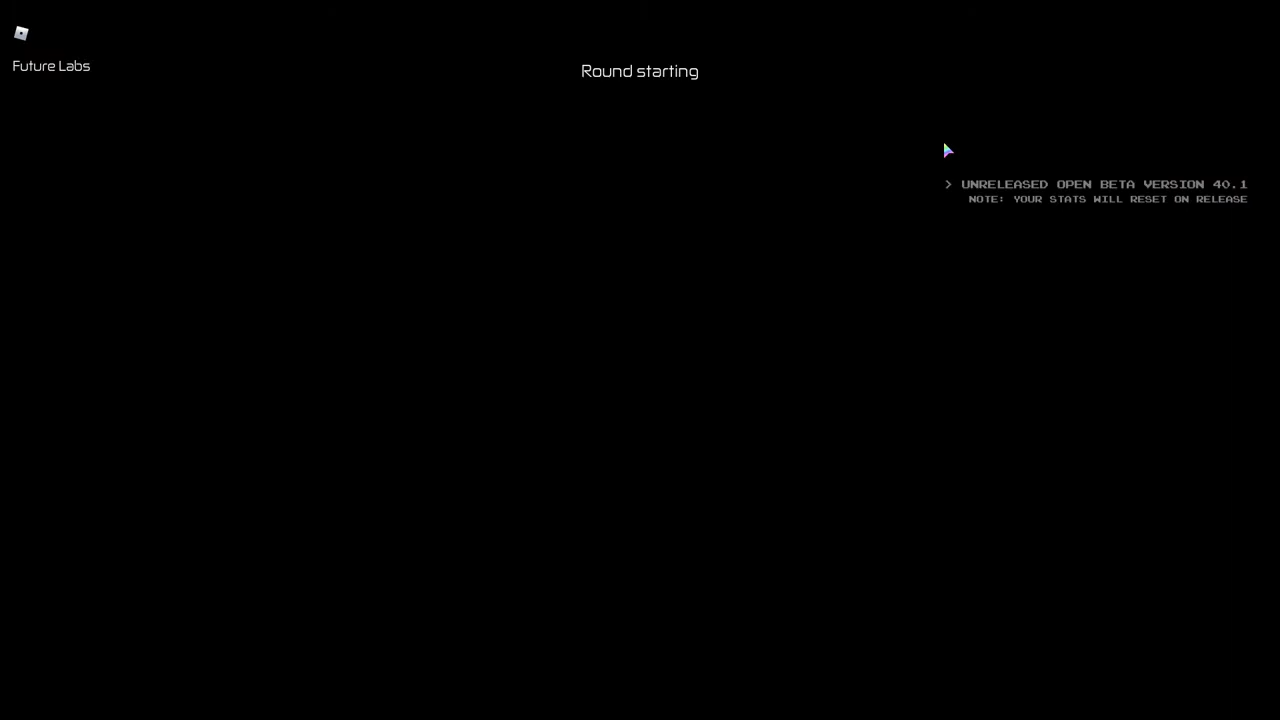 Future Labs
Round starting
> UNRELEASED OPEN BETA VERSION 40.1
NOTE: YOUR STATS WILL RESET ON RELEASE